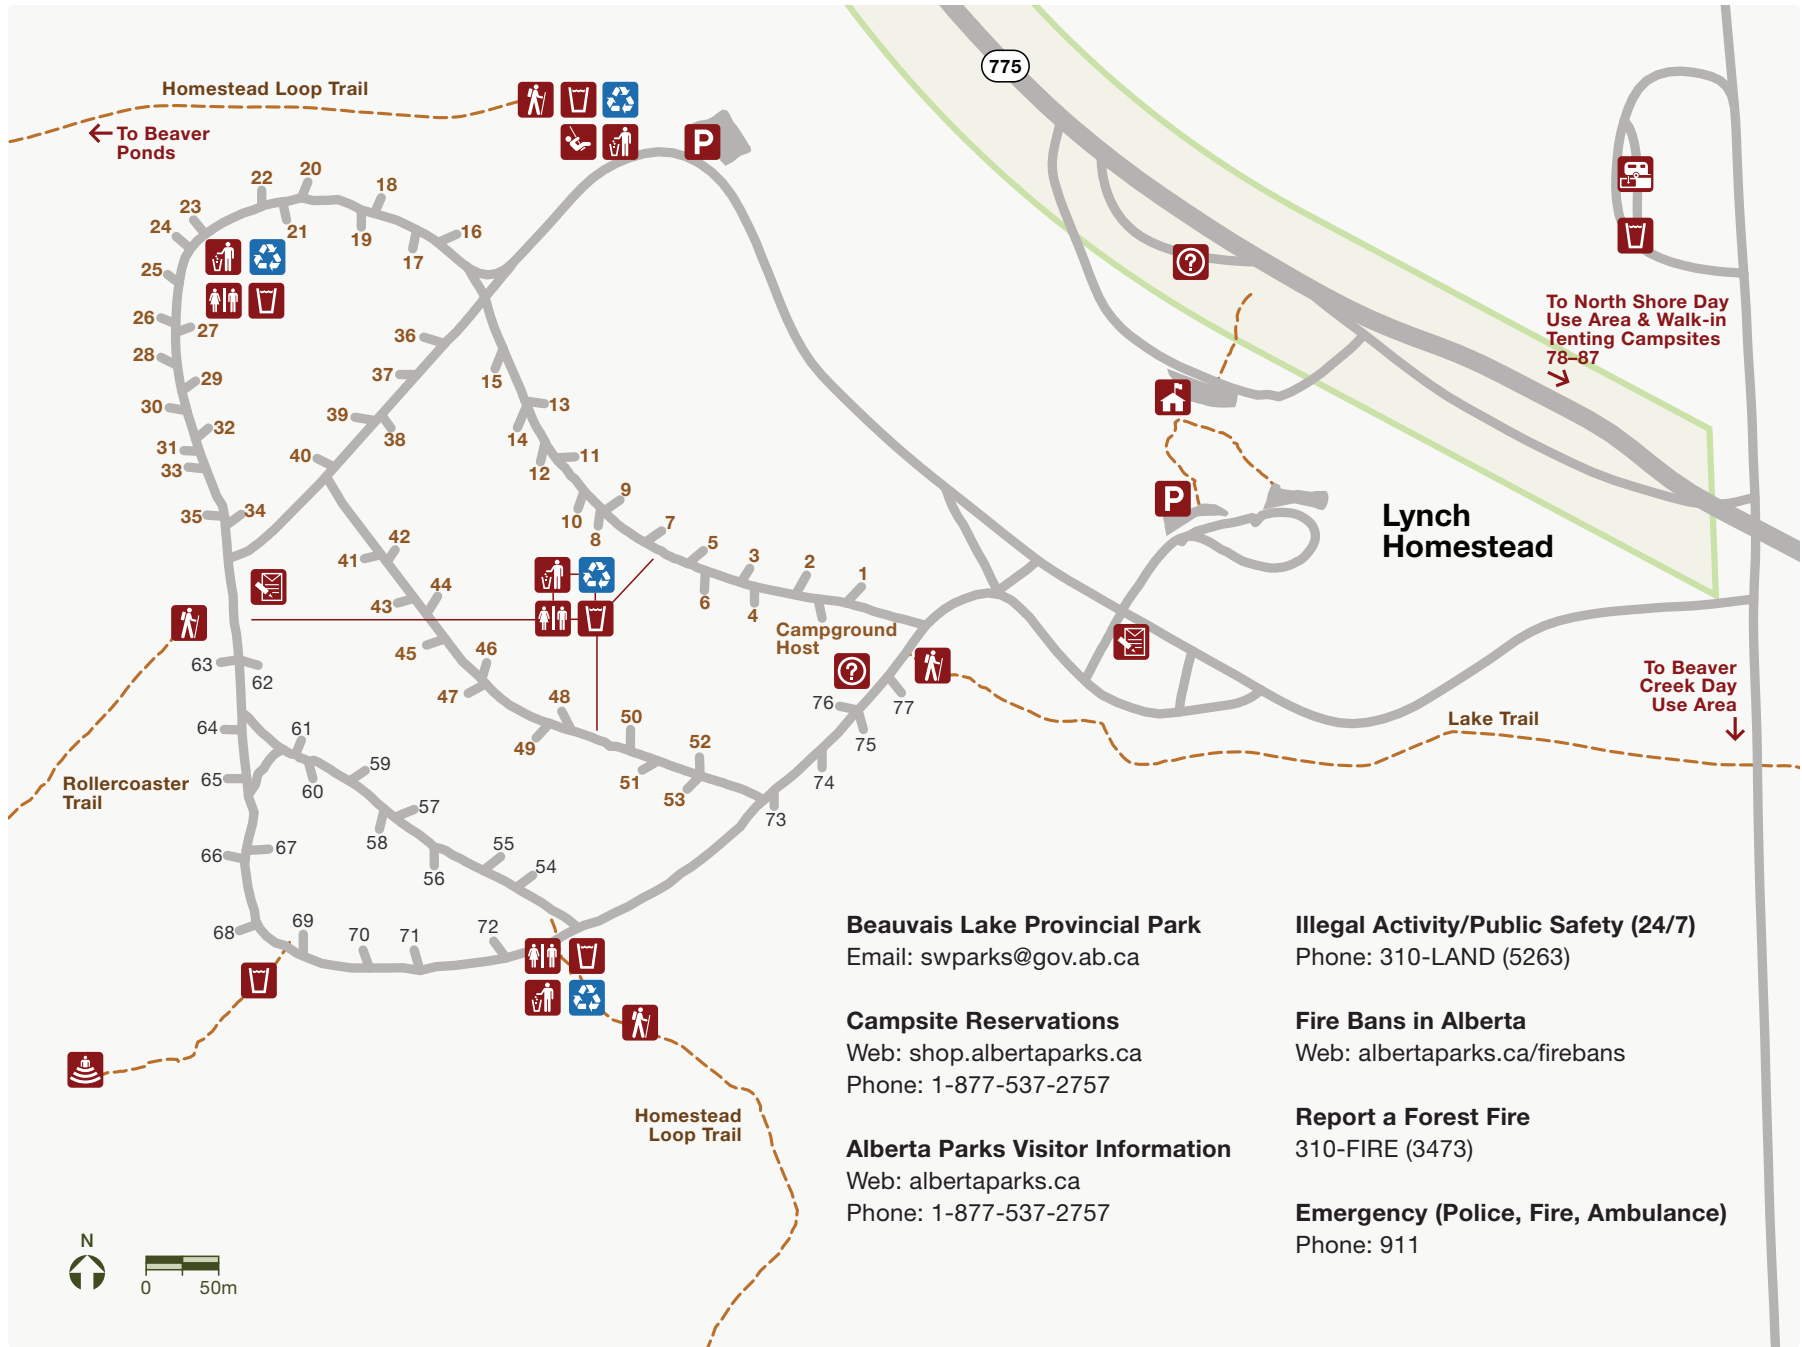 775
Homestead Loop Trail
To Beaver
Ponds
P
20
22
18
23
24
21
19
16
17
25
26
27
28
29
30
32
31
33
35
34
36
37
39
38
40
15
13
14
11
12
9
10
8
7
5
3
2
1
6
4
Campground
Host
?
42
41
44
43
45
46
47
48
49
50
51
52
53
63
62
64
61
65
60
59
57
58
56
55
54
66
67
68
69
70
71
72
73
74
75
76
77
Rollercoaster
Trail
?
P
Lynch
Homestead
To North Shore Day
Use Area & Walk-in
Tenting Campsites
78–87
To Beaver
Creek Day
Use Area
Lake Trail
Homestead
Loop Trail
N
0 50m
Beauvais Lake Provincial Park
Email: swparks@gov.ab.ca
Campsite Reservations
Web: shop.albertaparks.ca
Phone: 1-877-537-2757
Alberta Parks Visitor Information
Web: albertaparks.ca
Phone: 1-877-537-2757
Illegal Activity/Public Safety (24/7)
Phone: 310-LAND (5263)
Fire Bans in Alberta
Web: albertaparks.ca/firebans
Report a Forest Fire
310-FIRE (3473)
Emergency (Police, Fire, Ambulance)
Phone: 911